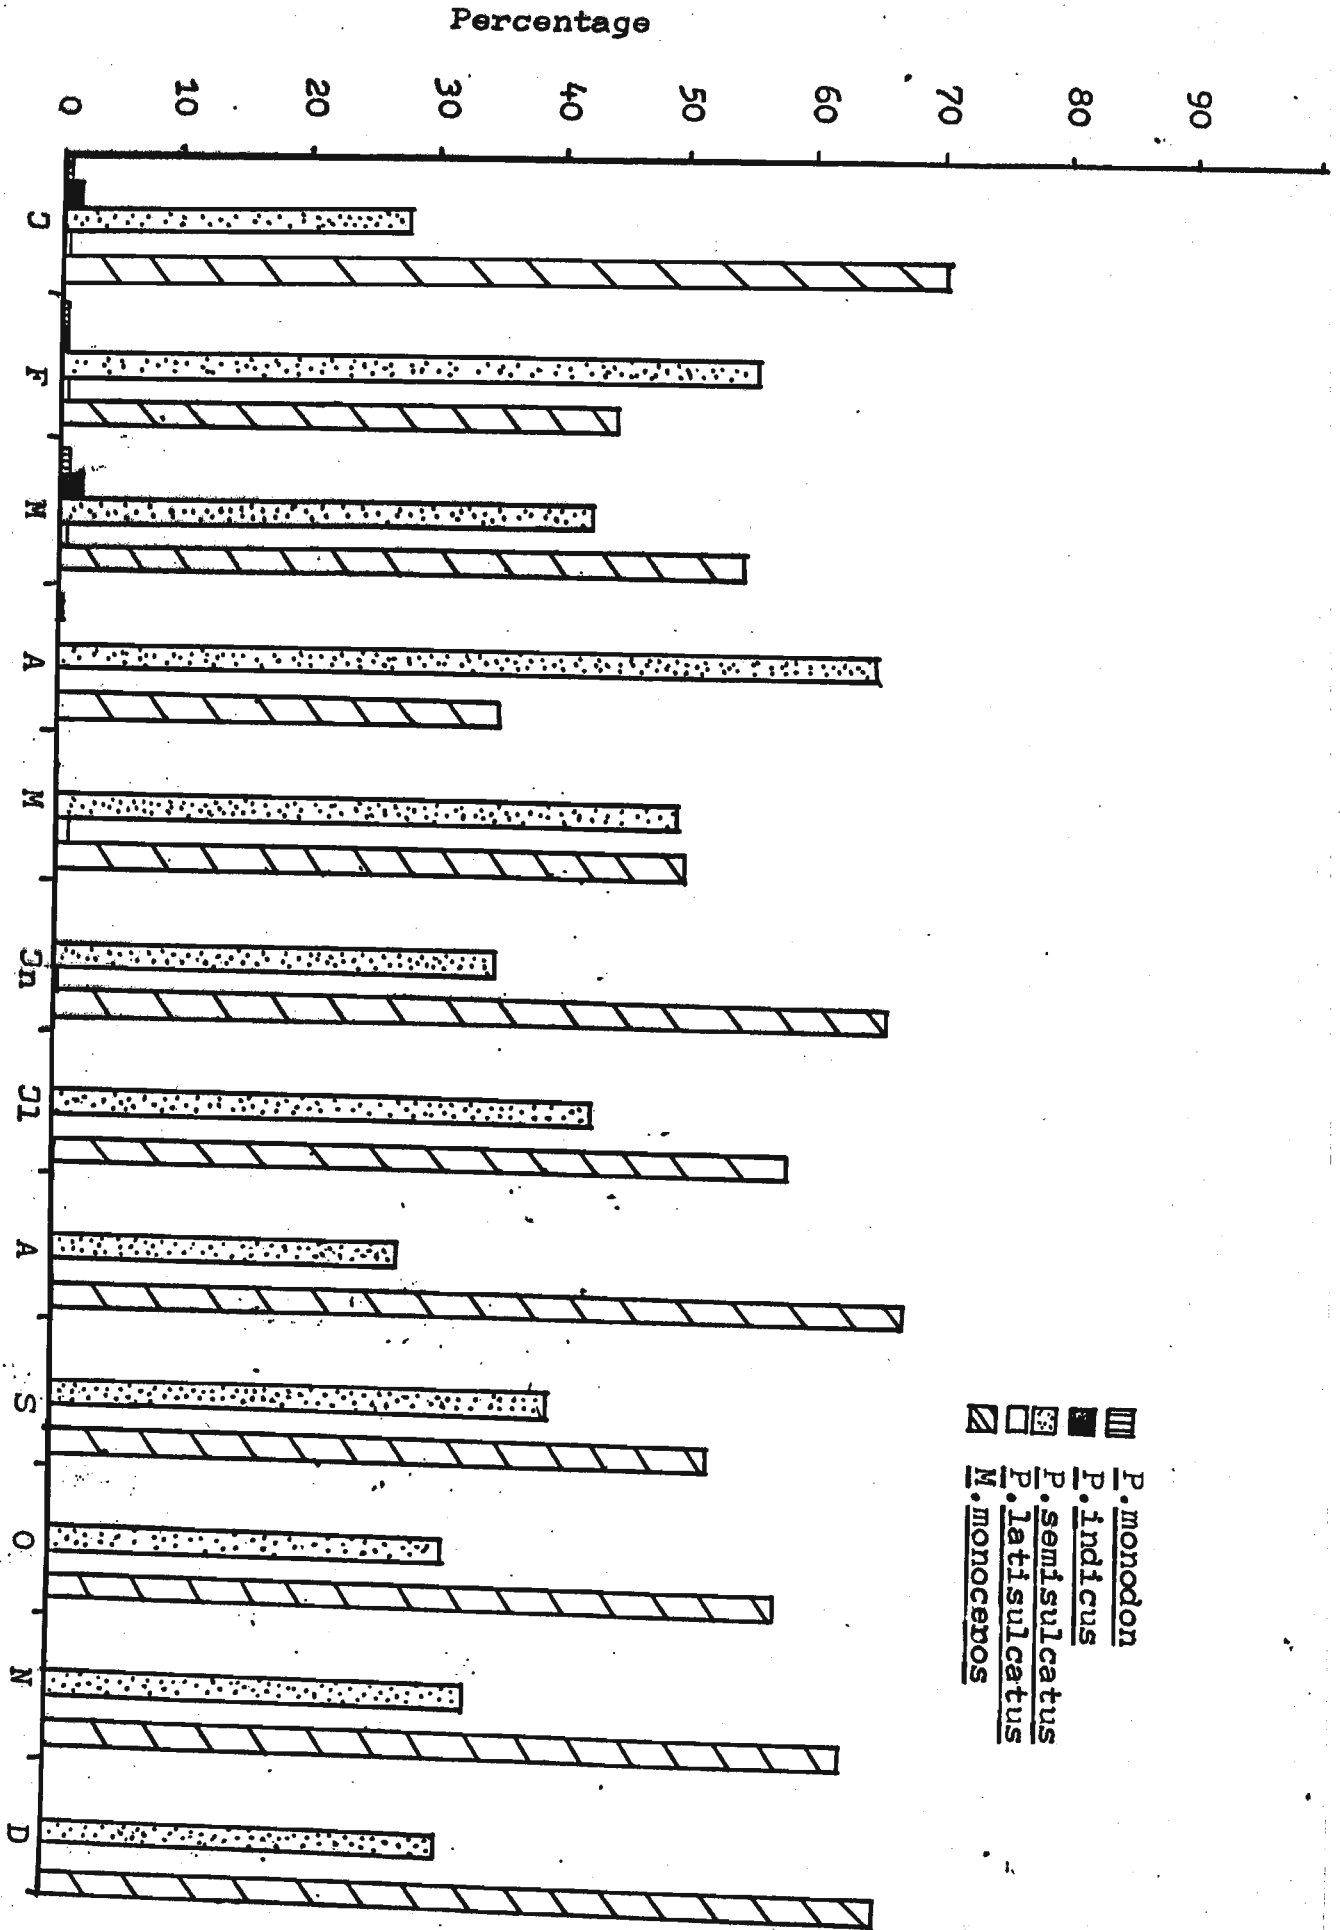 Percentage
90
80
70
60
50
40
30
20
10
0
J
F
M
A
M
Jn
Jl
A
S
O
N
D
P.monodon
P.indicus
P.semisulcatus
P.latisulcatus
M.monoceros